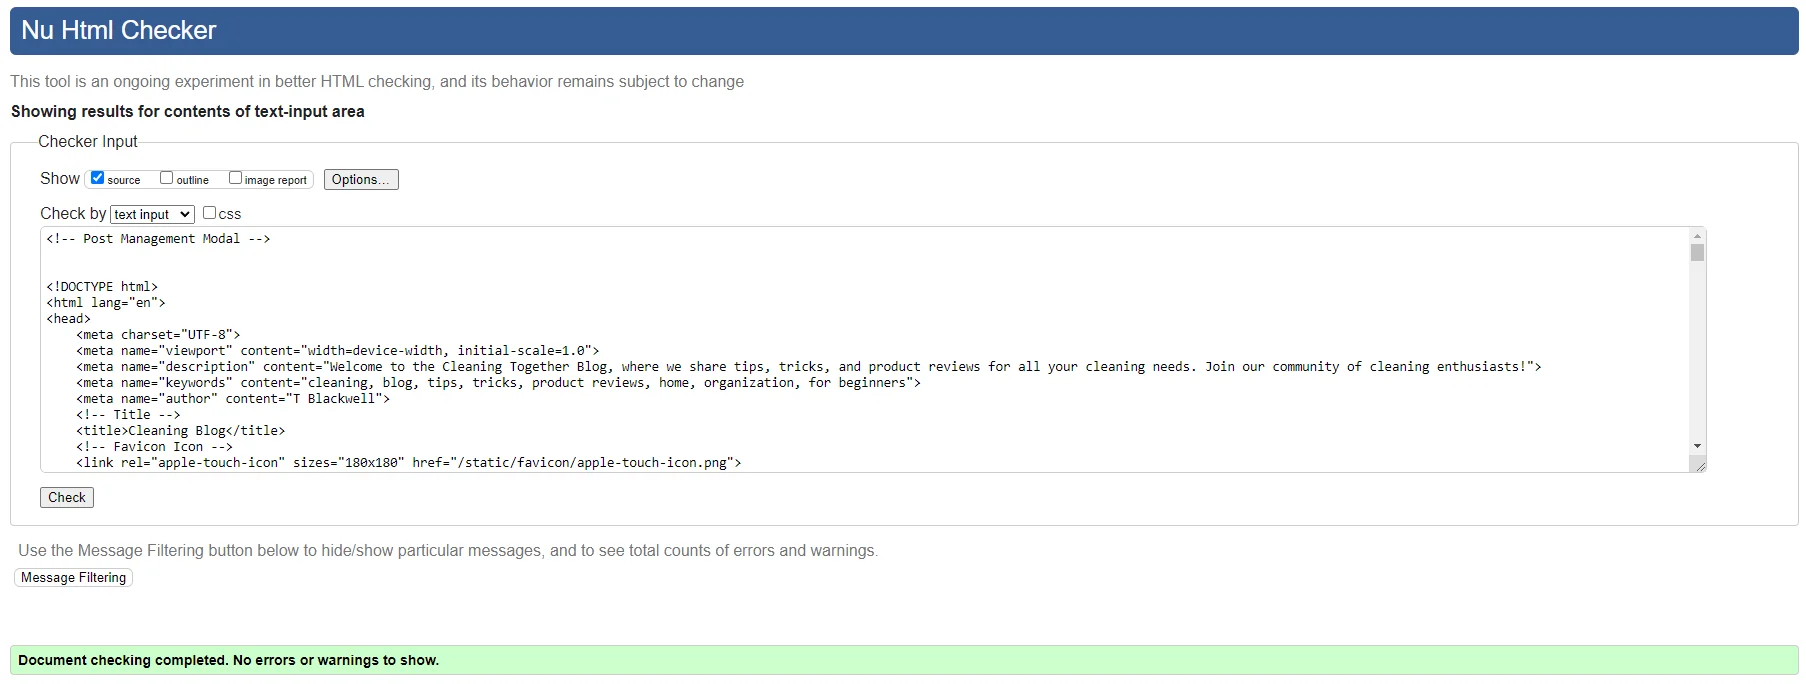 Nu Html Checker
This tool is an ongoing experiment in better HTML checking, and its behavior remains subject to change
Showing results for contents of text-input area
Checker Input
Show source outline image report Options...
Check by text input css
<!-- Post Management Modal -->
<!DOCTYPE html>
<html lang="en">
<head>
<meta charset="UTF-8">
<meta name="viewport" content="width=device-width, initial-scale=1.0">
<meta name="description" content="Welcome to the Cleaning Together Blog, where we share tips, tricks, and product reviews for all your cleaning needs. Join our community of cleaning enthusiasts!">
<meta name="keywords" content="cleaning, blog, tips, tricks, product reviews, home, organization, for beginners">
<meta name="author" content="T Blackwell">
<!-- Title -->
<title>Cleaning Blog</title>
<!-- Favicon Icon -->
<link rel="apple-touch-icon" sizes="180x180" href="/static/favicon/apple-touch-icon.png">
Check
Use the Message Filtering button below to hide/show particular messages, and to see total counts of errors and warnings.
Message Filtering
Document checking completed. No errors or warnings to show.